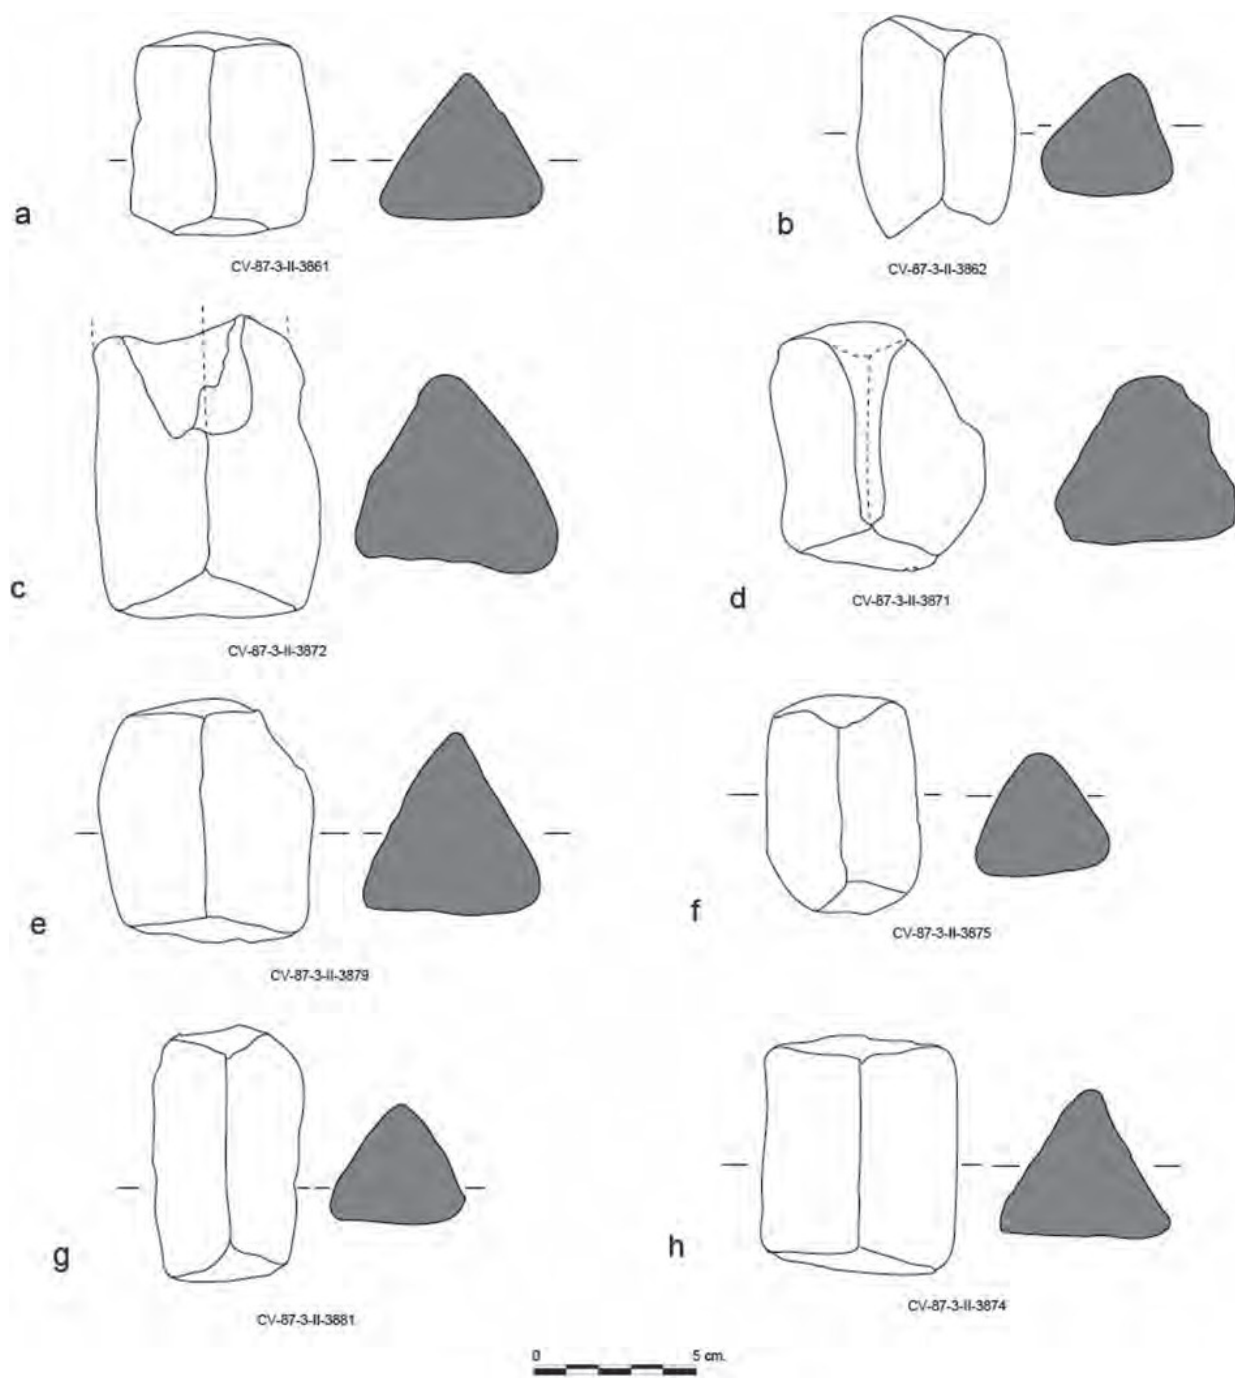 a
CV-87-3-II-3861
b
CV-87-3-II-3862
c
CV-87-3-II-3872
d
CV-87-3-II-3871
e
CV-87-3-II-3879
f
CV-87-3-II-3875
g
CV-87-3-II-3881
h
CV-87-3-II-3874
0 5 cm.